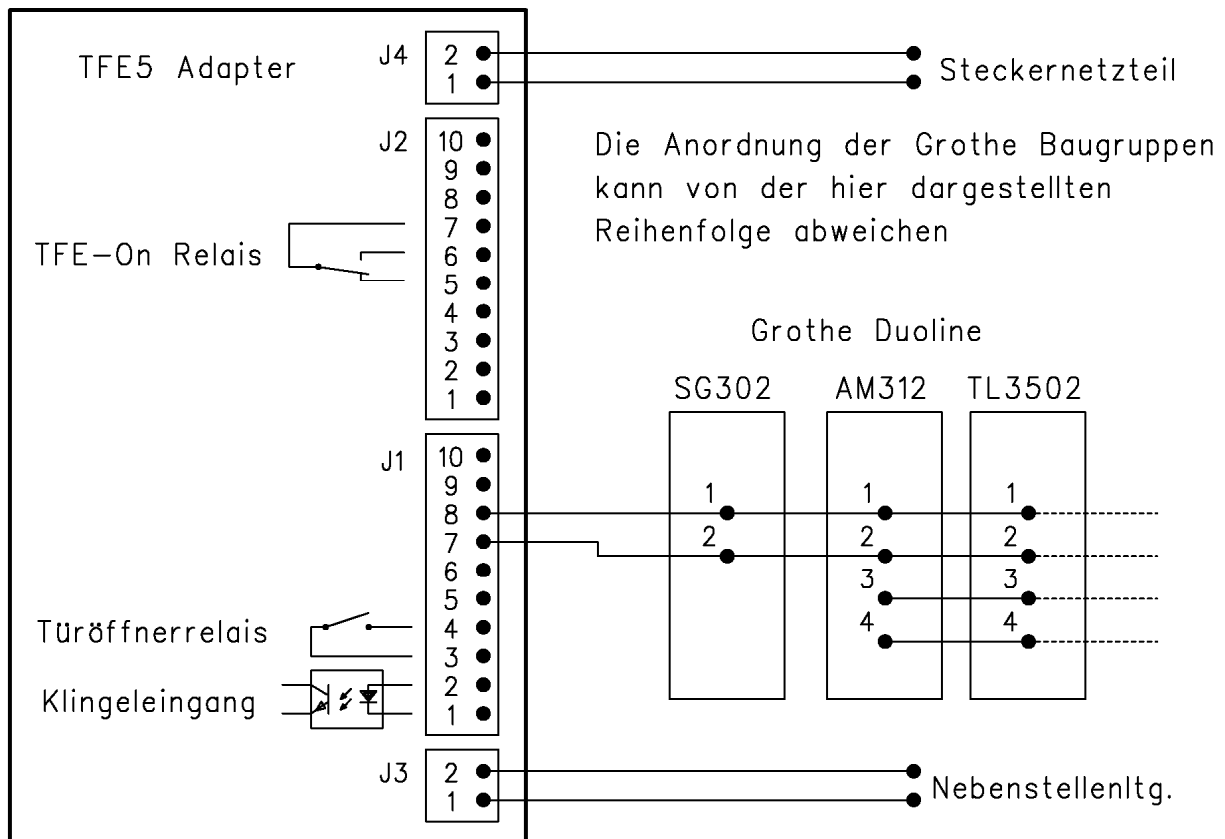 TFE5 Adapter
J4
2
1
Steckernetzteil
J2
10
9
8
7
6
5
4
3
2
1
TFE-On Relais
Die Anordnung der Grothe Baugruppen
kann von der hier dargestellten
Reihenfolge abweichen
Grothe Duoline
SG302
AM312
TL3502
J1
10
9
8
7
6
5
4
3
2
1
1
2
1
2
3
4
1
2
3
4
Türöffnerrelais
Klingeleingang
J3
2
1
Nebenstellenltg.